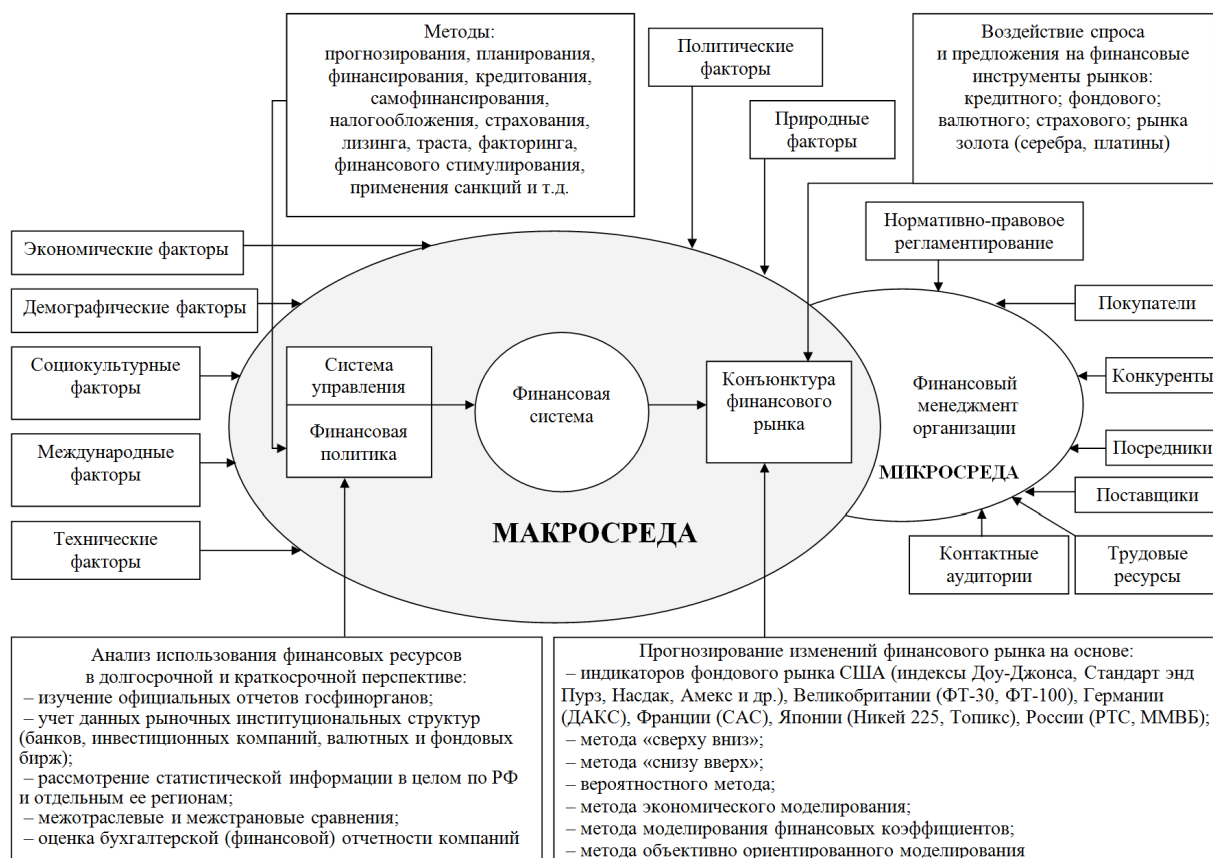 Методы:
прогнозирования, планирования,
финансирования, кредитования,
самофинансирования,
налогообложения, страхования,
лизинга, траста, факторинга,
финансового стимулирования,
применения санкций и т.д.
Политические
факторы
Природные
факторы
Воздействие спроса
и предложения на финансовые
инструменты рынков:
кредитного; фондового;
валютного; страхового; рынка
золота (серебра, платины)
Нормативно-правовое
регламентирование
Экономические факторы
Демографические факторы
Социокультурные
факторы
Международные
факторы
Технические
факторы
Система
управления
Финансовая
политика
Финансовая
система
Конъюнктура
финансового
рынка
МАКРОСРЕДА
Финансовый
менеджмент
организации
МИКРОСРЕДА
Покупатели
Конкуренты
Посредники
Поставщики
Контактные
аудитории
Трудовые
ресурсы
Анализ использования финансовых ресурсов
в долгосрочной и краткосрочной перспективе:
– изучение официальных отчетов госфинорганов;
– учет данных рыночных институциональных структур
(банков, инвестиционных компаний, валютных и фондовых
бирж);
– рассмотрение статистической информации в целом по РФ
и отдельным ее регионам;
– межотраслевые и межстрановые сравнения;
– оценка бухгалтерской (финансовой) отчетности компаний
Прогнозирование изменений финансового рынка на основе:
– индикаторов фондового рынка США (индексы Доу-Джонса, Стандарт энд
Пурз, Насдак, Амекс и др.), Великобритании (ФТ-30, ФТ-100), Германии
(ДАКС), Франции (САС), Японии (Никей 225, Топикс), России (РТС, ММВБ);
– метода «сверху вниз»;
– метода «снизу вверх»;
– вероятностного метода;
– метода экономического моделирования;
– метода моделирования финансовых коэффициентов;
– метода объективно ориентированного моделирования